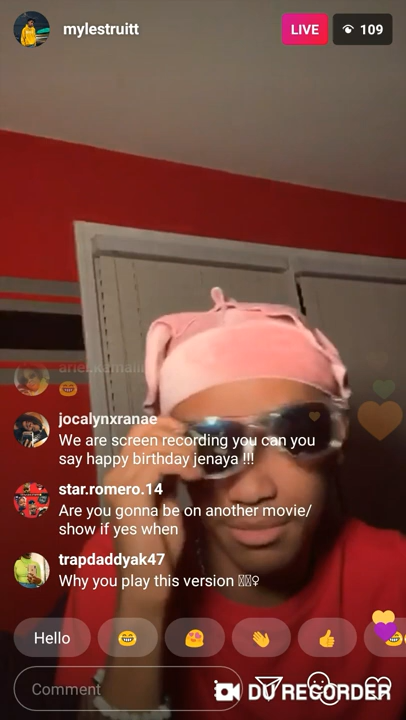 mylestruitt
LIVE
109
ariel.kamalii
😂
jocalynxranae
We are screen recording you can you
say happy birthday jenaya !!!
star.romero.14
Are you gonna be on another movie/
show if yes when
trapdaddyak47
Why you play this version
Hello
Comment
DU RECORDER